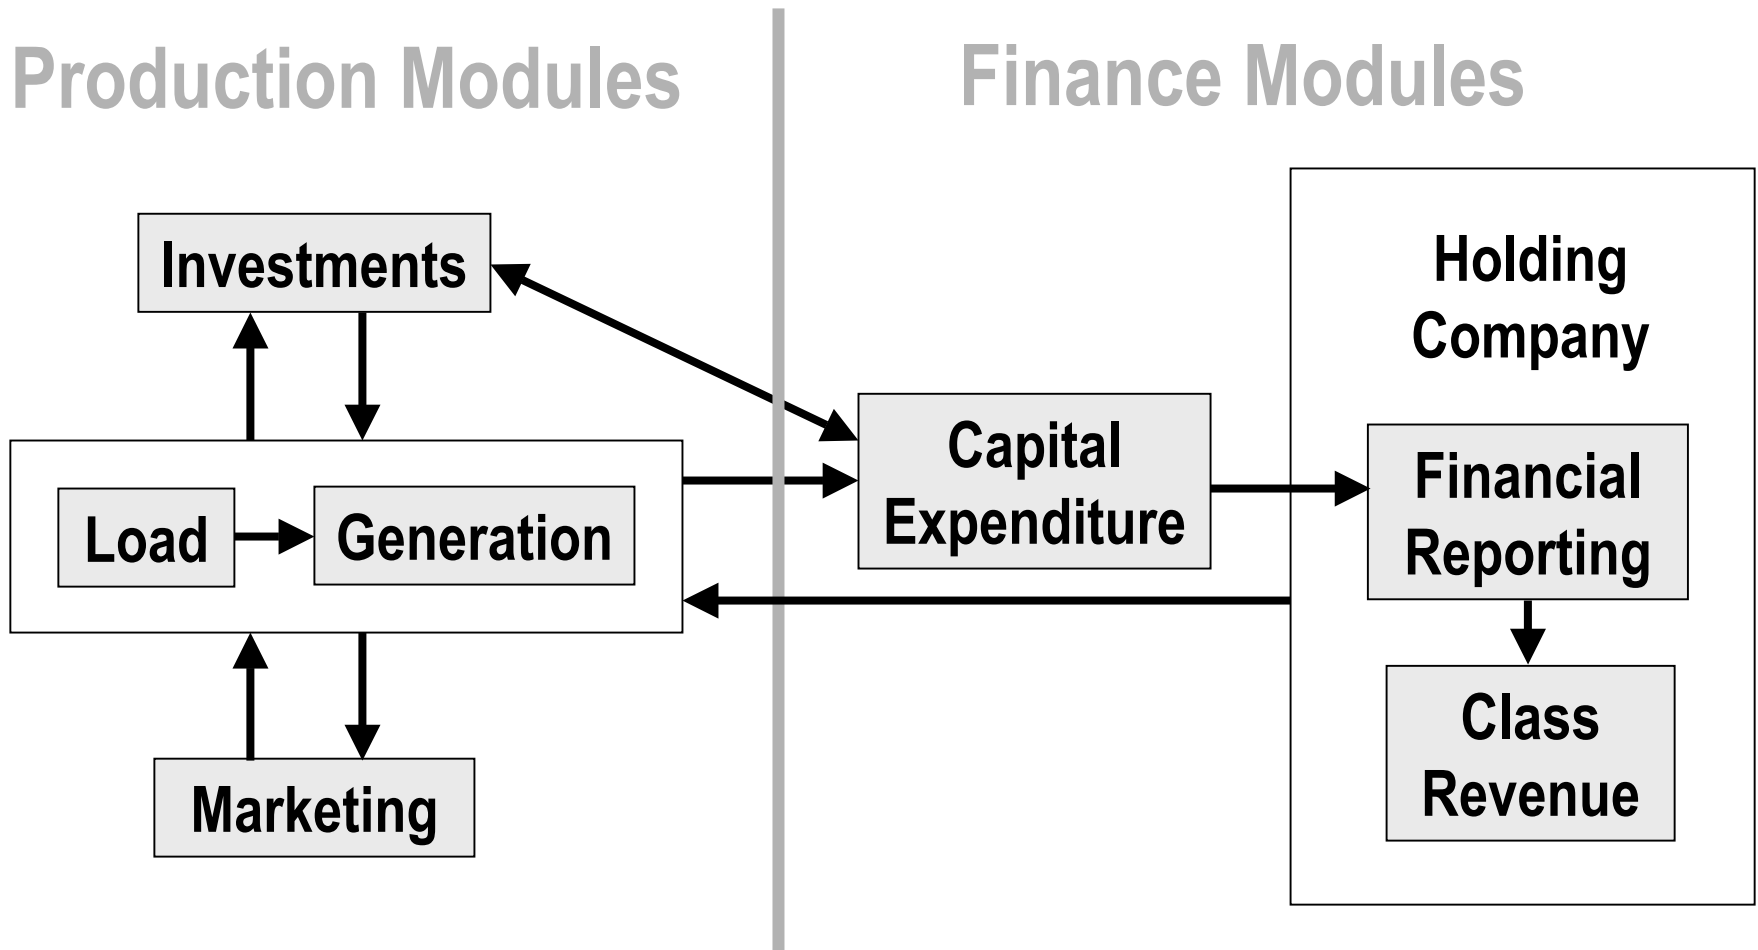 Production Modules
Finance Modules
Investments
Holding
Company
Capital
Expenditure
Financial
Reporting
Load
Generation
Class
Revenue
Marketing